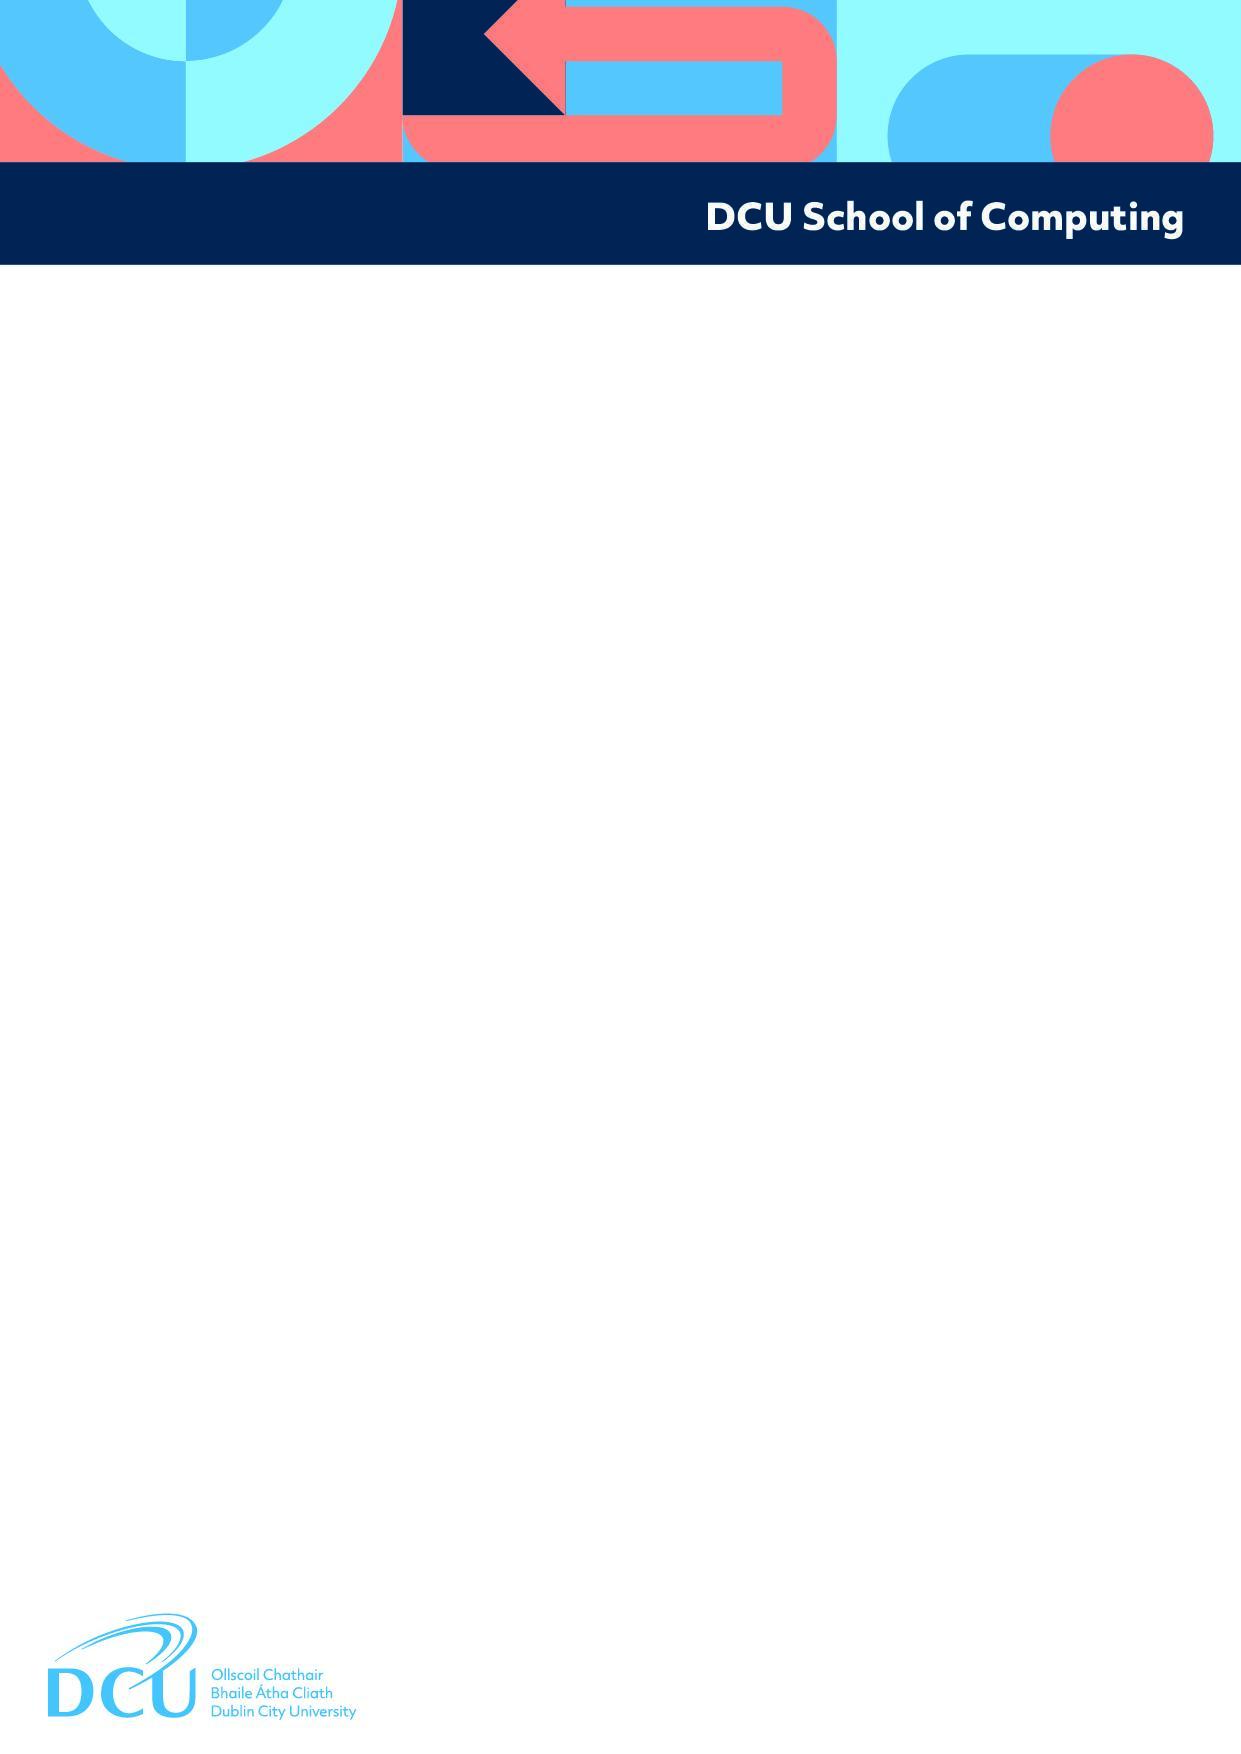 DCU School of Computing
DCU
Ollscoil Chathair
Bhaile Átha Cliath
Dublin City University